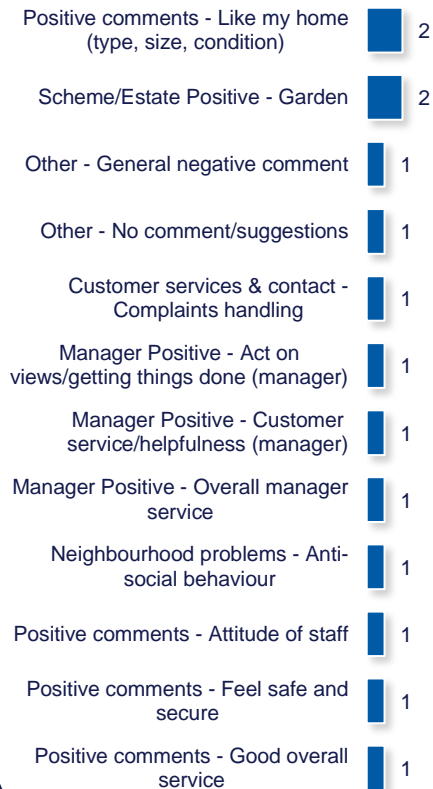 Positive comments - Like my home
(type, size, condition)
2
Scheme/Estate Positive - Garden
2
Other - General negative comment
1
Other - No comment/suggestions
1
Customer services & contact -
Complaints handling
1
Manager Positive - Act on
views/getting things done (manager)
1
Manager Positive - Customer
service/helpfulness (manager)
1
Manager Positive - Overall manager
service
1
Neighbourhood problems - Anti-
social behaviour
1
Positive comments - Attitude of staff
1
Positive comments - Feel safe and
secure
1
Positive comments - Good overall
service
1